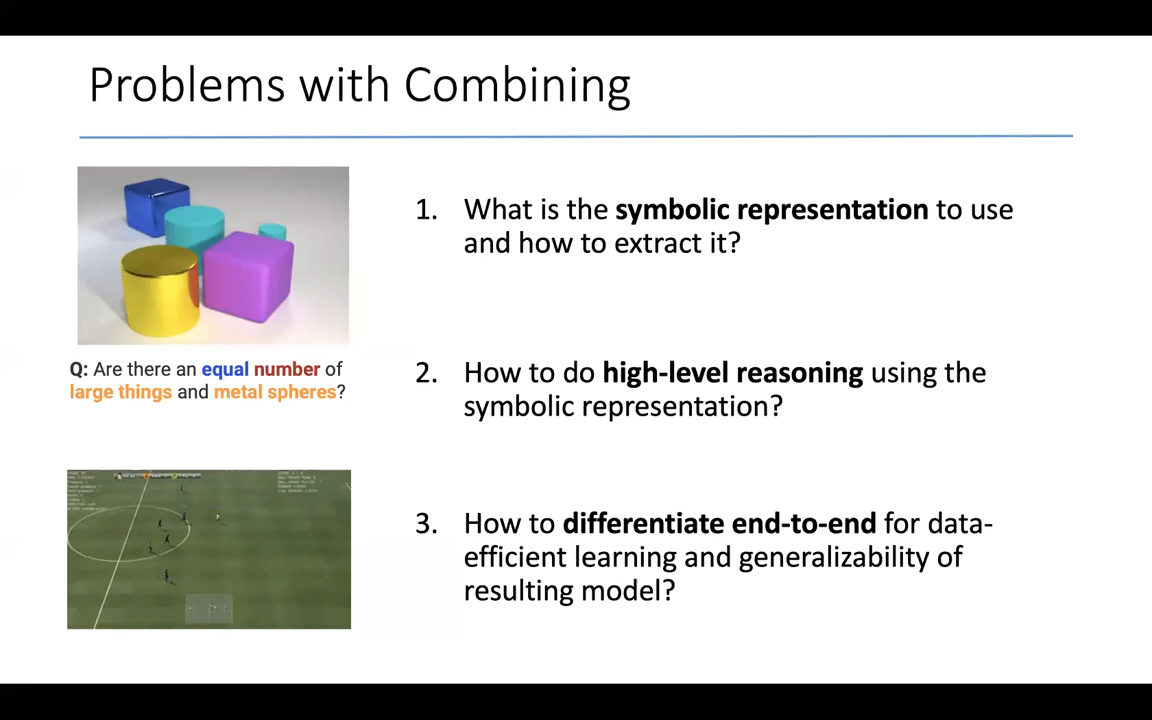 Problems with Combining
Q: Are there an equal number of
large things and metal spheres?
1. What is the symbolic representation to use
and how to extract it?
2. How to do high-level reasoning using the
symbolic representation?
3. How to differentiate end-to-end for data-
efficient learning and generalizability of
resulting model?